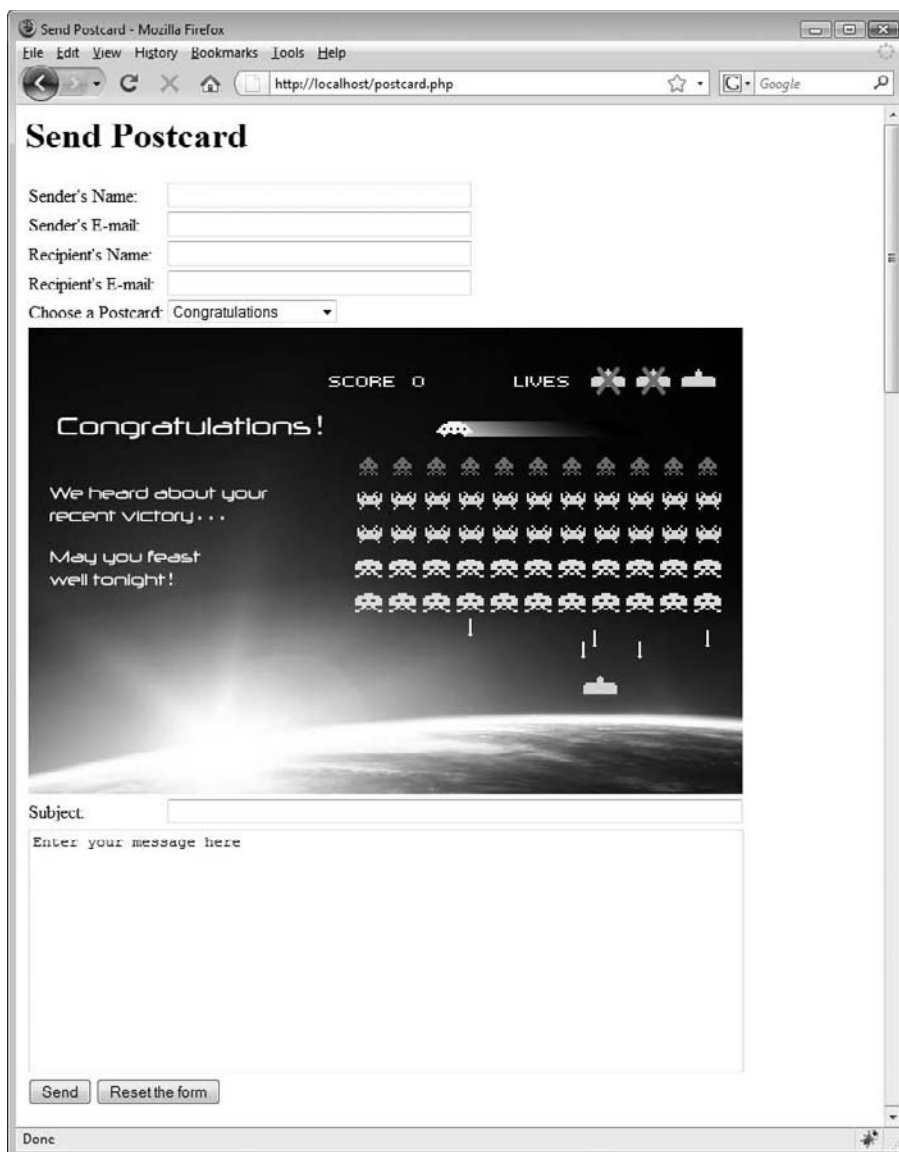 Send Postcard - Mozilla Firefox
File Edit View History Bookmarks Tools Help
http://localhost/postcard.php
G
Google
Send Postcard
Sender's Name:
Sender's E-mail:
Recipient's Name:
Recipient's E-mail:
Choose a Postcard: Congratulations
SCORE 0 LIVES
Congratulations!
We heard about your
recent victory...
May you feast
well tonight!
Subject:
Enter your message here
Send Reset the form
Done